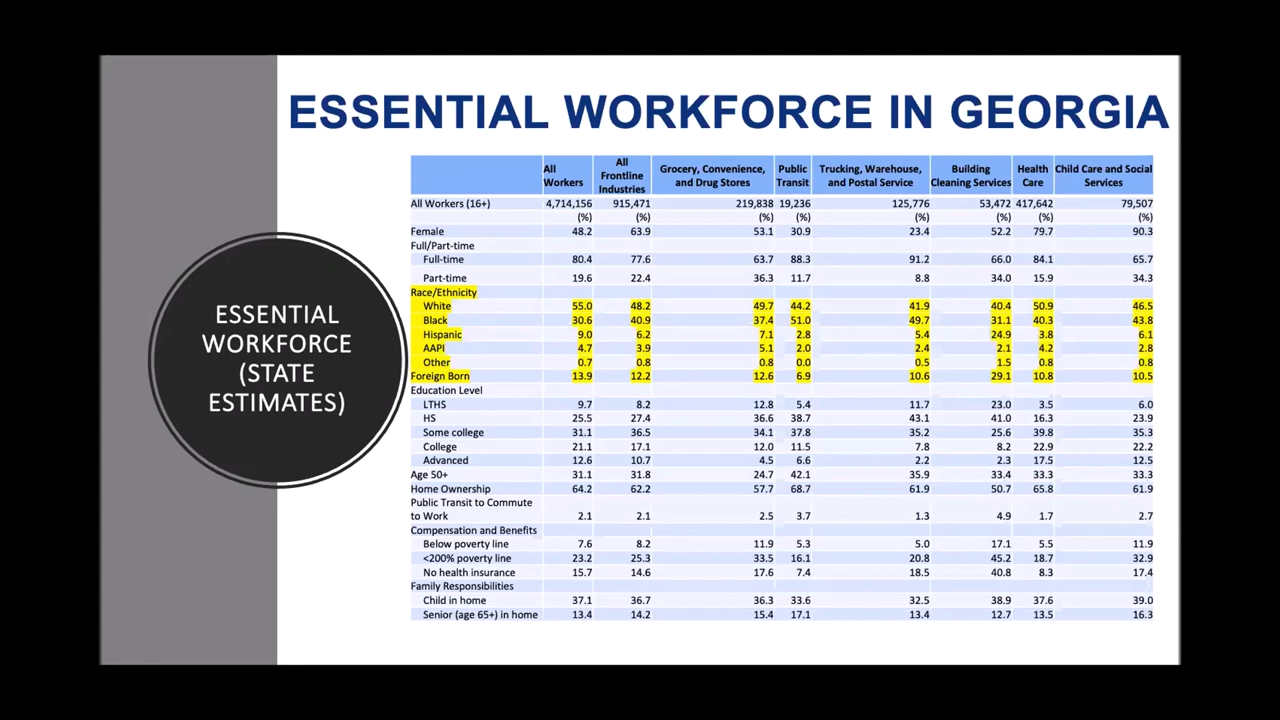 ESSENTIAL WORKFORCE IN GEORGIA
ESSENTIAL
WORKFORCE
(STATE
ESTIMATES)
All Workers All Frontline Industries Grocery, Convenience, and Drug Stores Public Transit Trucking, Warehouse, and Postal Service Building Cleaning Services Health Care Child Care and Social Services
All Workers (16+) 4,714,156 915,471 219,838 19,236 125,776 53,472 417,642 79,507
(%) (%) (%) (%) (%) (%) (%) (%)
Female 48.2 63.9 53.1 30.9 23.4 52.2 79.7 90.3
Full/Part-time
Full-time 80.4 77.6 63.7 88.3 91.2 66.0 84.1 65.7
Part-time 19.6 22.4 36.3 11.7 8.8 34.0 15.9 34.3
Race/Ethnicity
White 55.0 48.2 49.7 44.2 41.9 40.4 50.9 46.5
Black 30.6 40.9 37.4 51.0 49.7 31.1 40.3 43.8
Hispanic 9.0 6.2 7.1 2.8 5.4 24.9 3.8 6.1
AAPI 4.7 3.9 5.1 2.0 2.4 2.1 4.2 2.8
Other 0.7 0.8 0.8 0.0 0.5 1.5 0.8 0.8
Foreign Born 13.9 12.2 12.6 6.9 10.6 29.1 10.8 10.5
Education Level
LTHS 9.7 8.2 12.8 5.4 11.7 23.0 3.5 6.0
HS 25.5 27.4 36.6 38.7 43.1 41.0 16.3 23.9
Some college 31.1 36.5 34.1 37.8 35.2 25.6 39.8 35.3
College 21.1 17.1 12.0 11.5 7.8 8.2 22.9 22.2
Advanced 12.6 10.7 4.5 6.6 2.2 2.3 17.5 12.5
Age 50+ 31.1 31.8 24.7 42.1 35.9 33.4 33.3 33.3
Home Ownership 64.2 62.2 57.7 68.7 61.9 50.7 65.8 61.9
Public Transit to Commute
to Work 2.1 2.1 2.5 3.7 1.3 4.9 1.7 2.7
Compensation and Benefits
Below poverty line 7.6 8.2 11.9 5.3 5.0 17.1 5.5 11.9
<200% poverty line 23.2 25.3 33.5 16.1 20.8 45.2 18.7 32.9
No health insurance 15.7 14.6 17.6 7.4 18.5 40.8 8.3 17.4
Family Responsibilities
Child in home 37.1 36.7 36.3 33.6 32.5 38.9 37.6 39.0
Senior (age 65+) in home 13.4 14.2 15.4 17.1 13.4 12.7 13.5 16.3